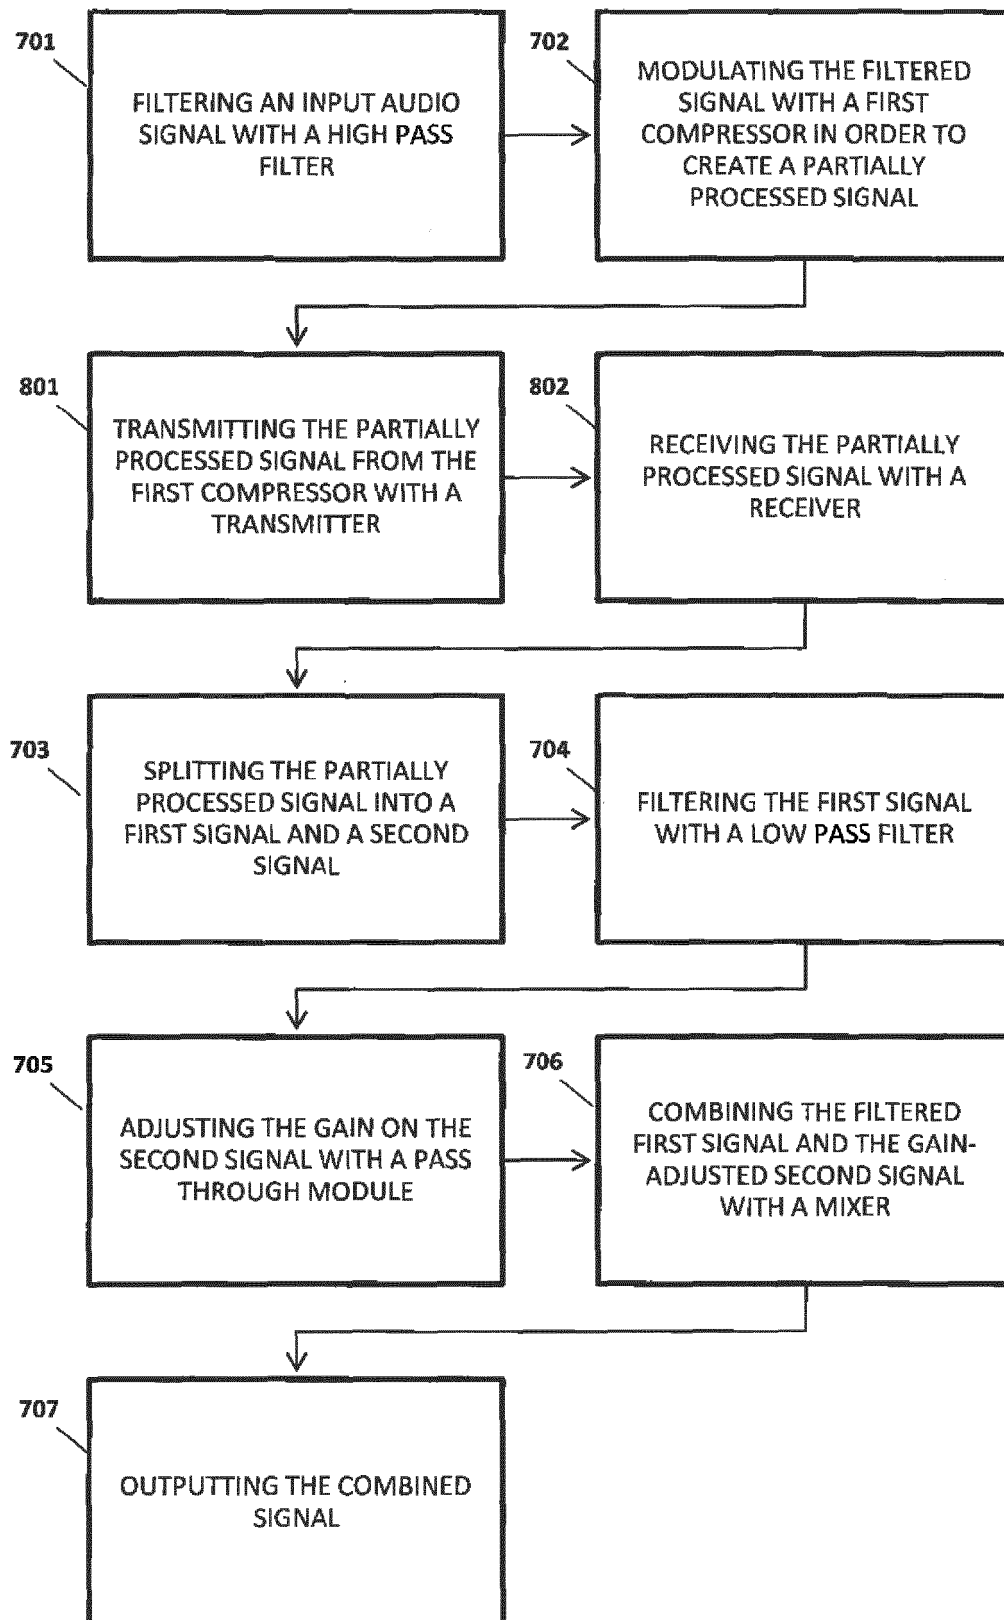 701
FILTERING AN INPUT AUDIO
SIGNAL WITH A HIGH PASS
FILTER
702
MODULATING THE FILTERED
SIGNAL WITH A FIRST
COMPRESSOR IN ORDER TO
CREATE A PARTIALLY
PROCESSED SIGNAL
801
TRANSMITTING THE PARTIALLY
PROCESSED SIGNAL FROM THE
FIRST COMPRESSOR WITH A
TRANSMITTER
802
RECEIVING THE PARTIALLY
PROCESSED SIGNAL WITH A
RECEIVER
703
SPLITTING THE PARTIALLY
PROCESSED SIGNAL INTO A
FIRST SIGNAL AND A SECOND
SIGNAL
704
FILTERING THE FIRST SIGNAL
WITH A LOW PASS FILTER
705
ADJUSTING THE GAIN ON THE
SECOND SIGNAL WITH A PASS
THROUGH MODULE
706
COMBINING THE FILTERED
FIRST SIGNAL AND THE GAIN-
ADJUSTED SECOND SIGNAL
WITH A MIXER
707
OUTPUTTING THE COMBINED
SIGNAL